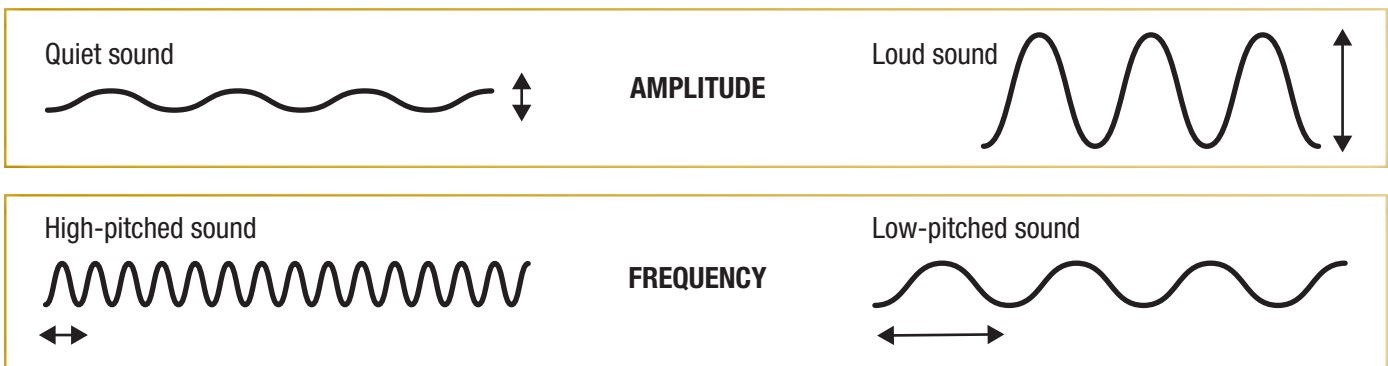 Quiet sound
AMPLITUDE
Loud sound
High-pitched sound
FREQUENCY
Low-pitched sound